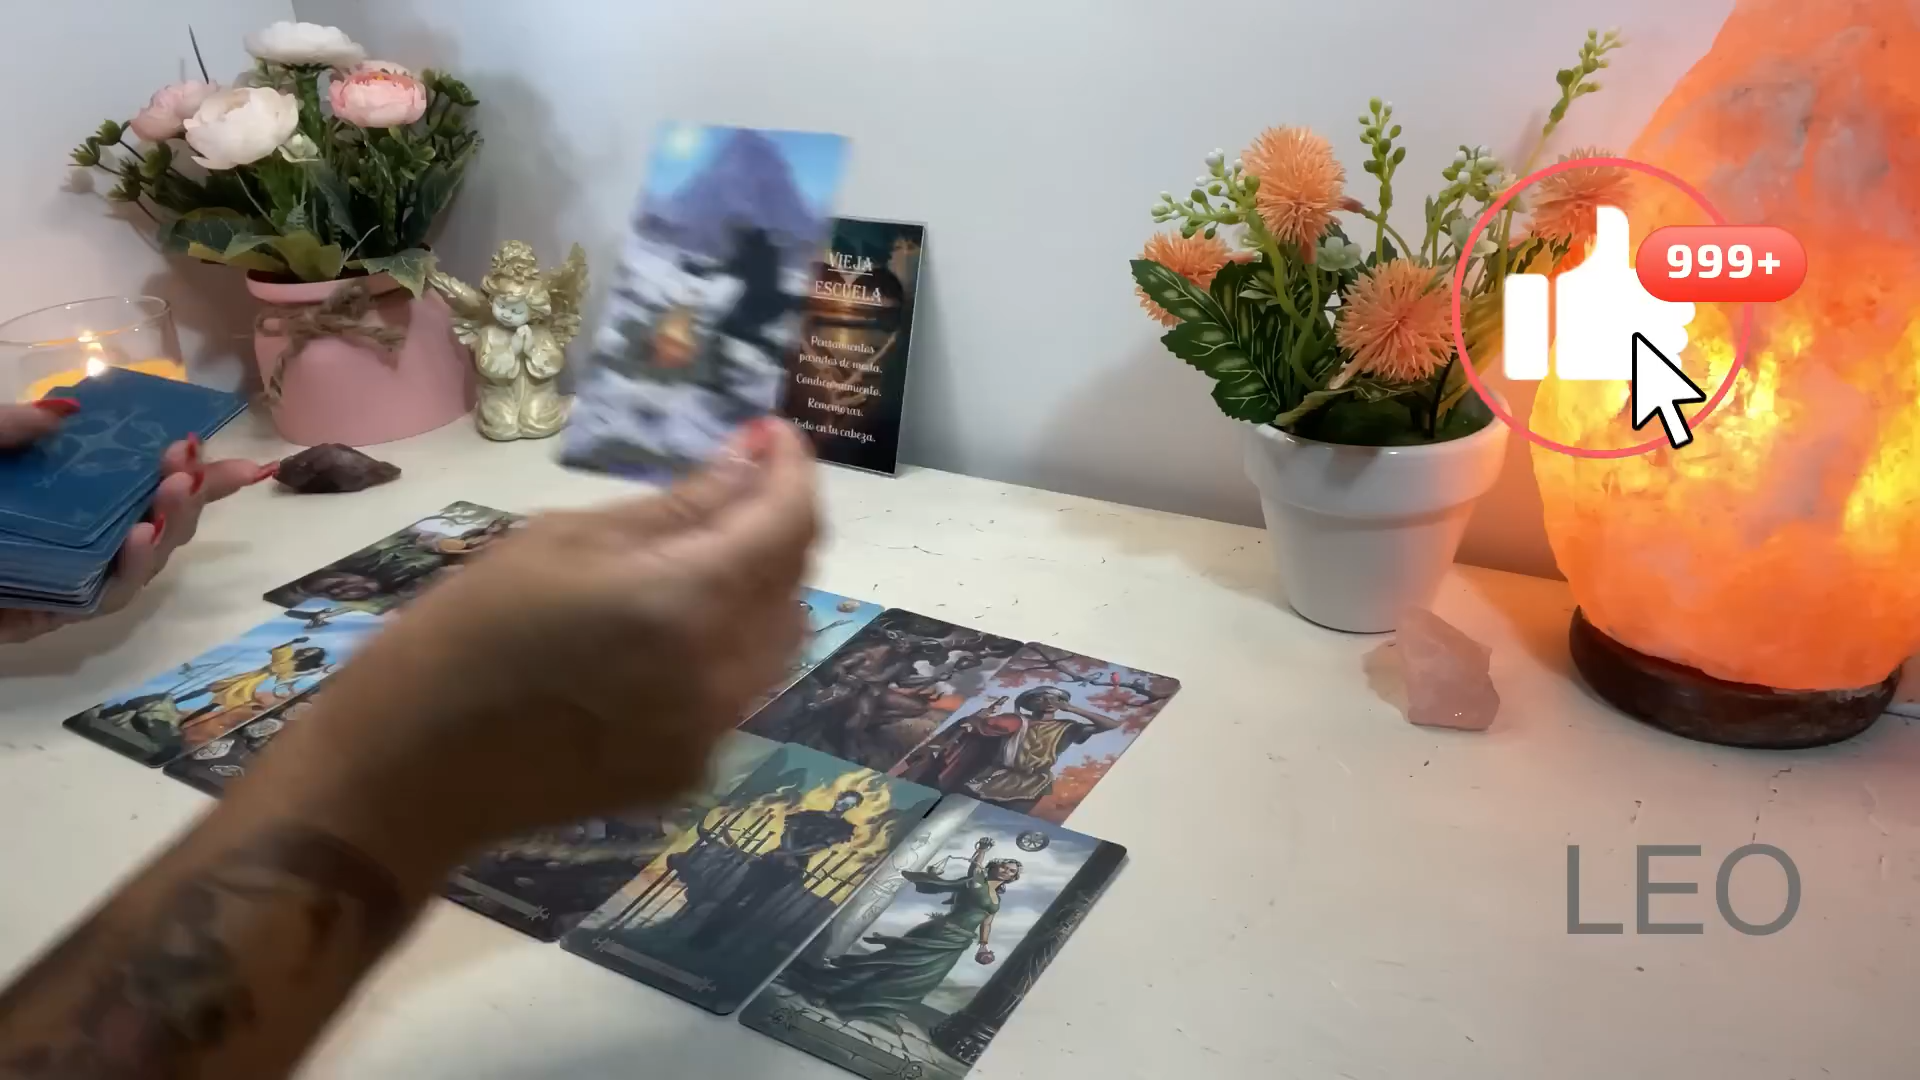 VIEJA
ESCUELA
Pensamientos
pasados de moda.
Condicionamiento.
Rememorar.
Todo en tu cabeza.
999+
LEO